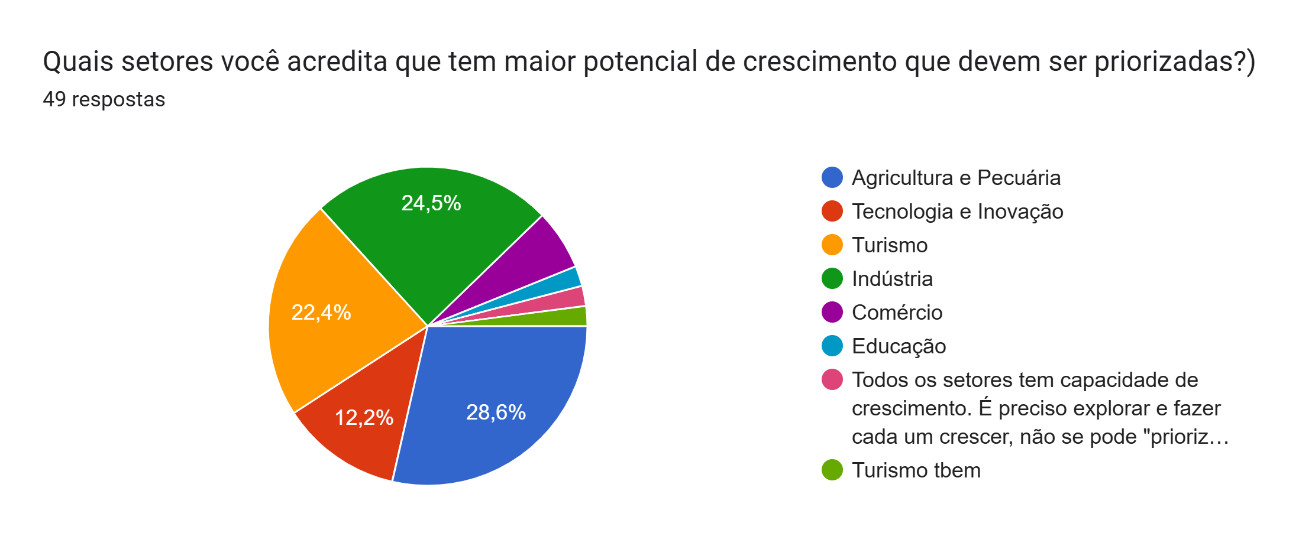 Quais setores você acredita que tem maior potencial de crescimento que devem ser priorizadas?)
49 respostas
24,5%
22,4%
12,2%
28,6%
Agricultura e Pecuária
Tecnologia e Inovação
Turismo
Indústria
Comércio
Educação
Todos os setores tem capacidade de
crescimento. É preciso explorar e fazer
cada um crescer, não se pode "prioriz…
Turismo tbem